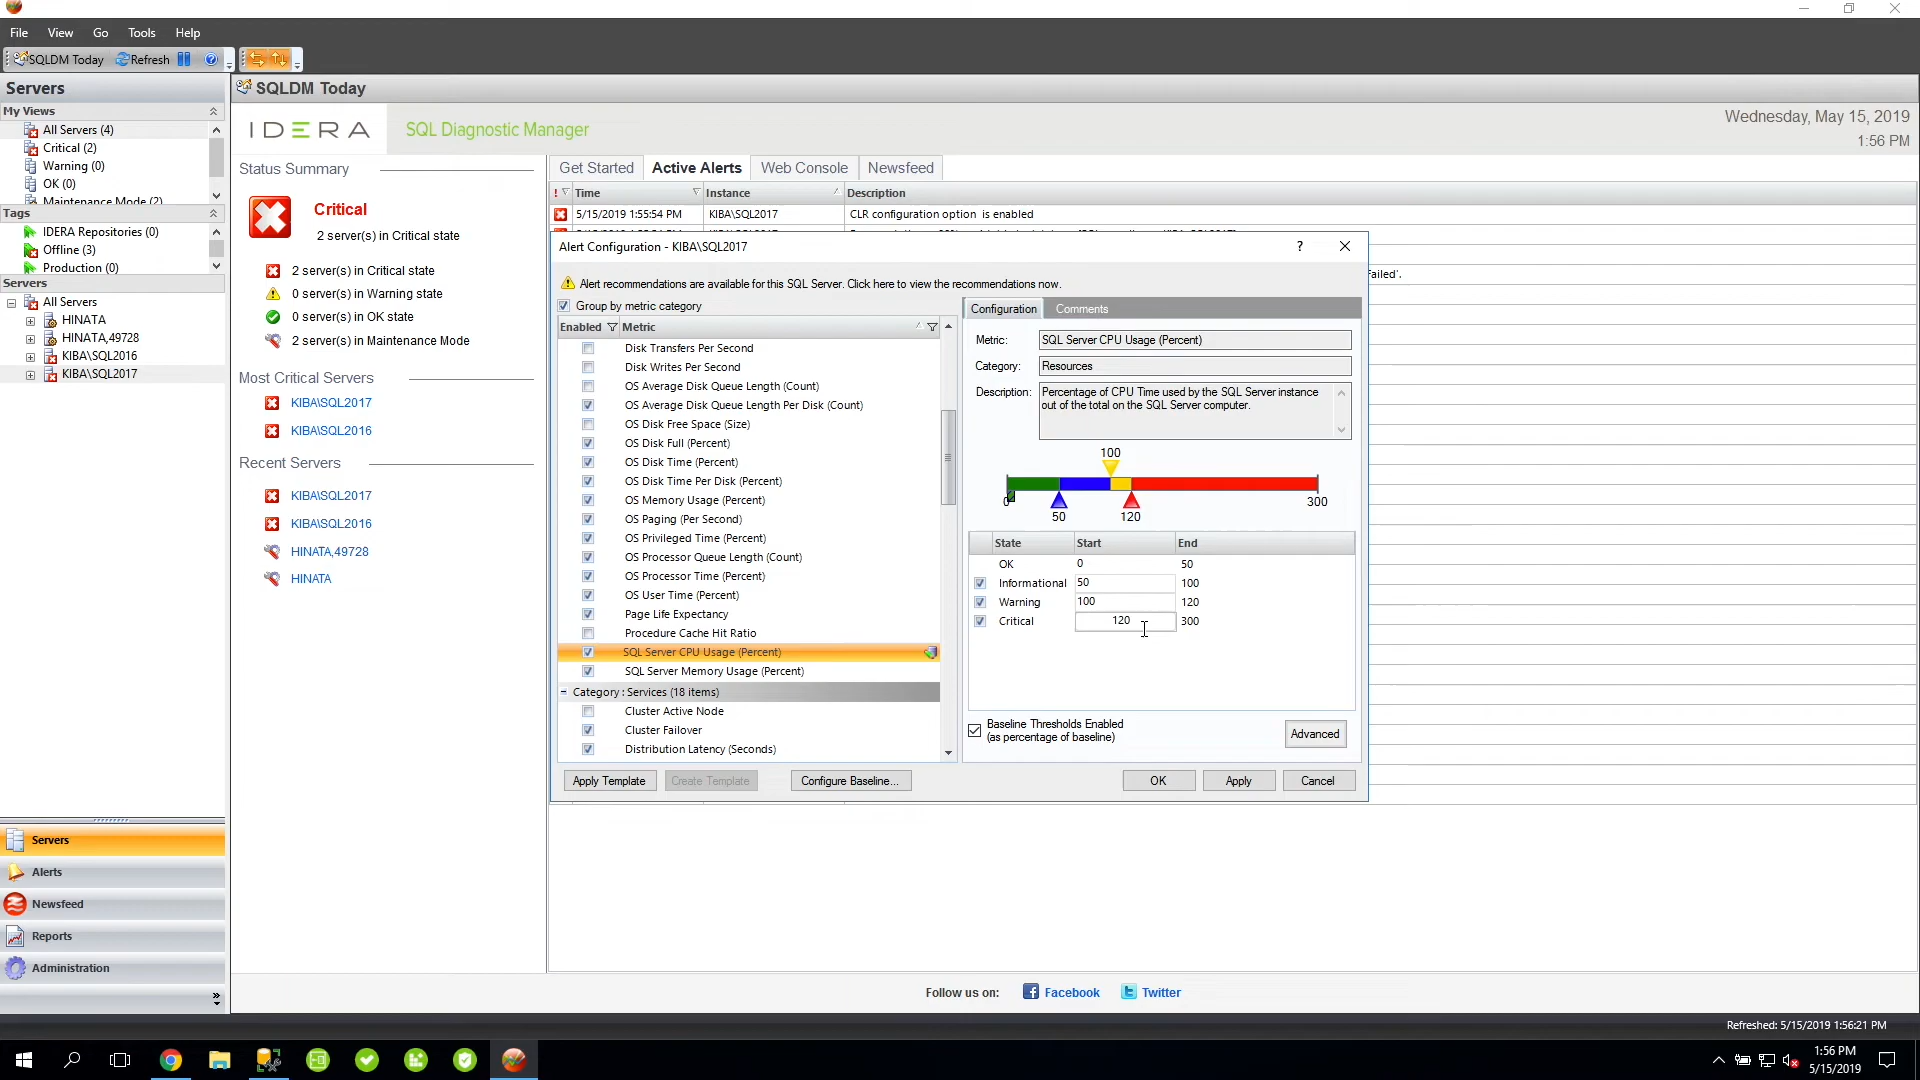 File View Go Tools Help
SQLDM Today Refresh
Servers
My Views
All Servers (4)
Critical (2)
Warning (0)
OK (0)
Maintenance Mode (2)
Tags
IDERA Repositories (0)
Offline (3)
Production (0)
Servers
All Servers
HINATA
HINATA,49728
KIBA\SQL2016
KIBA\SQL2017
Servers
Alerts
Newsfeed
Reports
Administration
SQLDM Today
IDERA SQL Diagnostic Manager
Wednesday, May 15, 2019
1:56 PM
Status Summary
Critical
2 server(s) in Critical state
2 server(s) in Critical state
0 server(s) in Warning state
0 server(s) in OK state
2 server(s) in Maintenance Mode
Most Critical Servers
KIBA\SQL2017
KIBA\SQL2016
Recent Servers
KIBA\SQL2017
KIBA\SQL2016
HINATA,49728
HINATA
Get Started Active Alerts Web Console Newsfeed
! Time Instance Description
5/15/2019 1:55:54 PM KIBA\SQL2017 CLR configuration option is enabled
Failed'.
Alert Configuration - KIBA\SQL2017 ?
Alert recommendations are available for this SQL Server. Click here to view the recommendations now.
Group by metric category
Enabled Metric
Disk Transfers Per Second
Disk Writes Per Second
OS Average Disk Queue Length (Count)
OS Average Disk Queue Length Per Disk (Count)
OS Disk Free Space (Size)
OS Disk Full (Percent)
OS Disk Time (Percent)
OS Disk Time Per Disk (Percent)
OS Memory Usage (Percent)
OS Paging (Per Second)
OS Privileged Time (Percent)
OS Processor Queue Length (Count)
OS Processor Time (Percent)
OS User Time (Percent)
Page Life Expectancy
Procedure Cache Hit Ratio
SQL Server CPU Usage (Percent)
SQL Server Memory Usage (Percent)
Category : Services (18 items)
Cluster Active Node
Cluster Failover
Distribution Latency (Seconds)
Configuration Comments
Metric: SQL Server CPU Usage (Percent)
Category: Resources
Description: Percentage of CPU Time used by the SQL Server instance
out of the total on the SQL Server computer.
100
0 300
50 120
State Start End
OK 0 50
Informational 50 100
Warning 100 120
Critical 120 300
Baseline Thresholds Enabled
(as percentage of baseline)
Advanced
Apply Template Create Template Configure Baseline... OK Apply Cancel
Follow us on: Facebook Twitter
Refreshed: 5/15/2019 1:56:21 PM
1:56 PM
5/15/2019